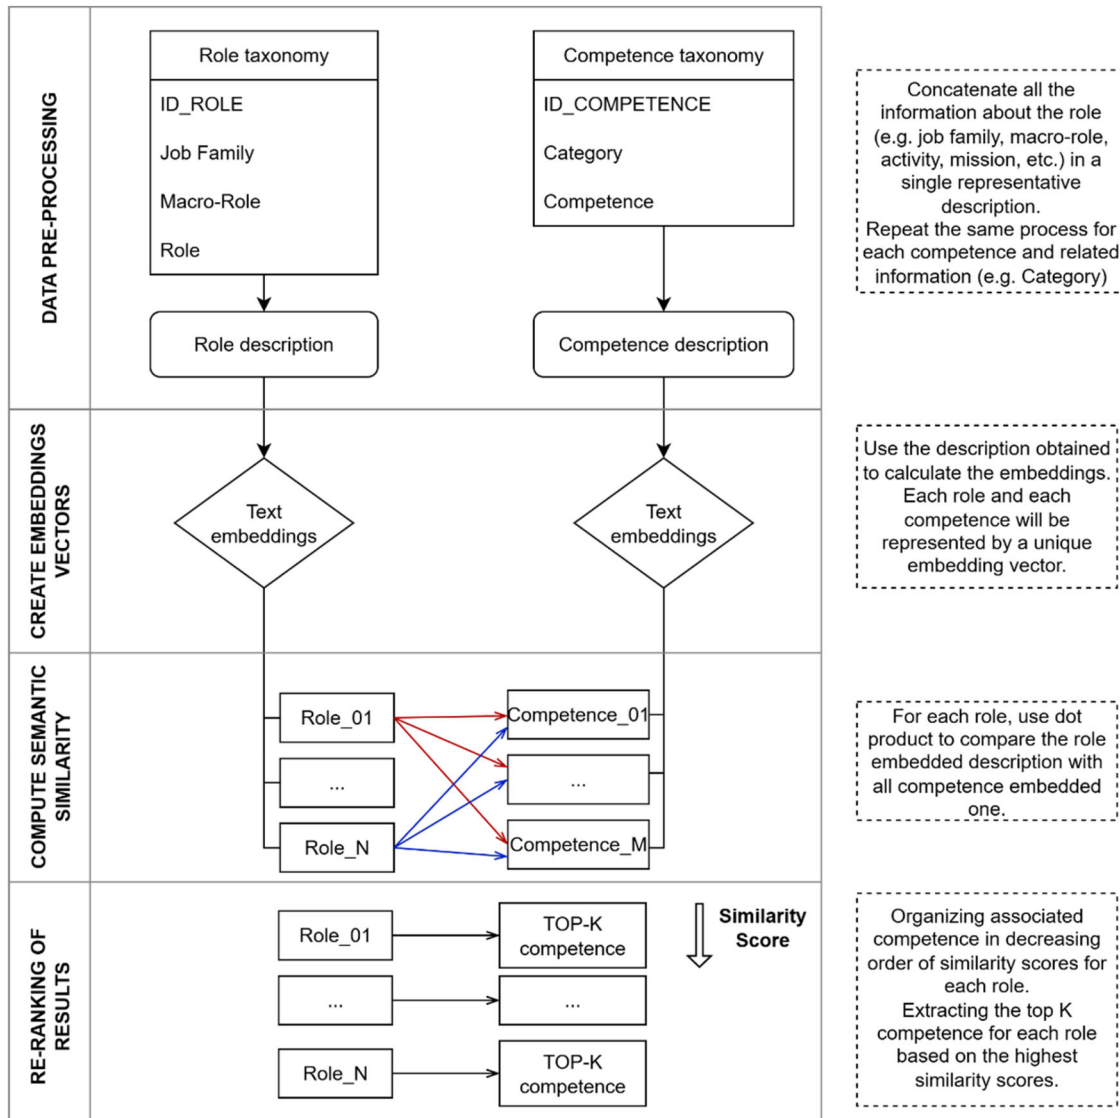 DATA PRE-PROCESSING
Role taxonomy
ID_ROLE
Job Family
Macro-Role
Role
Role description
Competence taxonomy
ID_COMPETENCE
Category
Competence
Competence description
Concatenate all the
information about the role
(e.g. job family, macro-role,
activity, mission, etc.) in a
single representative
description.
Repeat the same process for
each competence and related
information (e.g. Category)
CREATE EMBEDDINGS
VECTORS
Text
embeddings
Text
embeddings
Use the description obtained
to calculate the embeddings.
Each role and each
competence will be
represented by a unique
embedding vector.
COMPUTE SEMANTIC
SIMILARITY
Role_01
...
Role_N
Competence_01
...
Competence_M
For each role, use dot
product to compare the role
embedded description with
all competence embedded
one.
RE-RANKING OF
RESULTS
Role_01
TOP-K
competence
...
...
Role_N
TOP-K
competence
Similarity
Score
Organizing associated
competence in decreasing
order of similarity scores for
each role.
Extracting the top K
competence for each role
based on the highest
similarity scores.